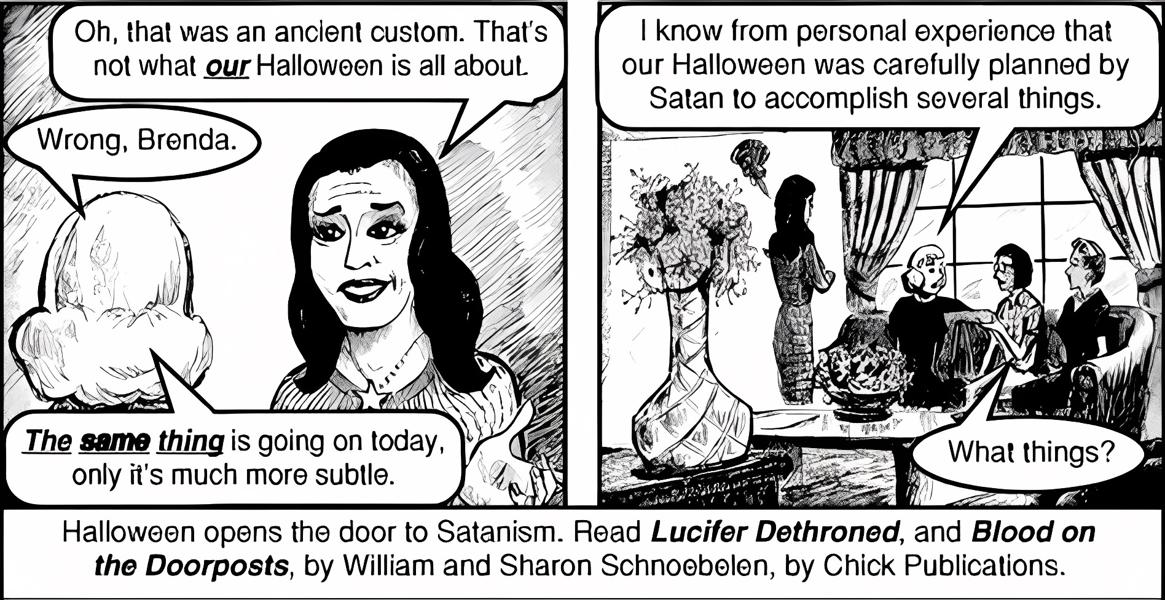 Oh, that was an ancient custom. That's
not what our Halloween is all about.
Wrong, Brenda.
The same thing is going on today,
only it's much more subtle.
I know from personal experience that
our Halloween was carefully planned by
Satan to accomplish several things.
What things?
Halloween opens the door to Satanism. Read Lucifer Dethroned, and Blood on
the Doorposts, by William and Sharon Schnoebelen, by Chick Publications.